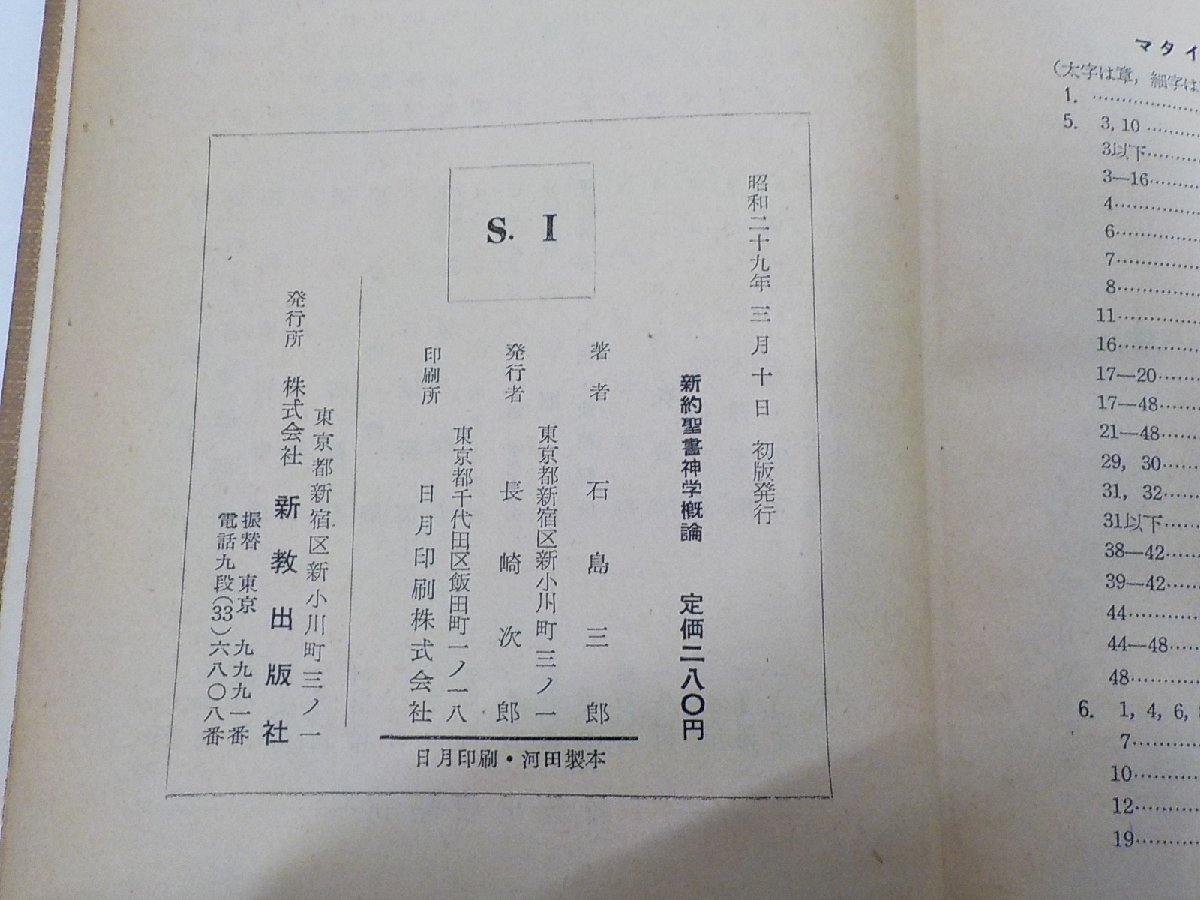 昭和二十九年 三月十日 初版発行
新約聖書神学概論 定価二八〇円
S. I
著者 石島三郎
東京都新宿区新小川町三ノ一
発行者 長崎次郎
東京都千代田区飯田町一ノ一八
印刷所 日月印刷株式会社
東京都新宿区新小川町三ノ一
発行所 株式会社 新教出版社
振替 東京 九九九一番
電話九段(33)六八〇八番
日月印刷・河田製本
マタイ
(太字は章,細字は
1. ……………
5. 3, 10 ………
3以下………
3—16………
4……………
6……………
7……………
8……………
11……………
16……………
17—20………
17—48………
21—48………
29, 30………
31, 32………
31以下………
38—42………
39—42………
44……………
44—48………
48……………
6. 1, 4, 6,
7……………
10……………
12……………
19……………